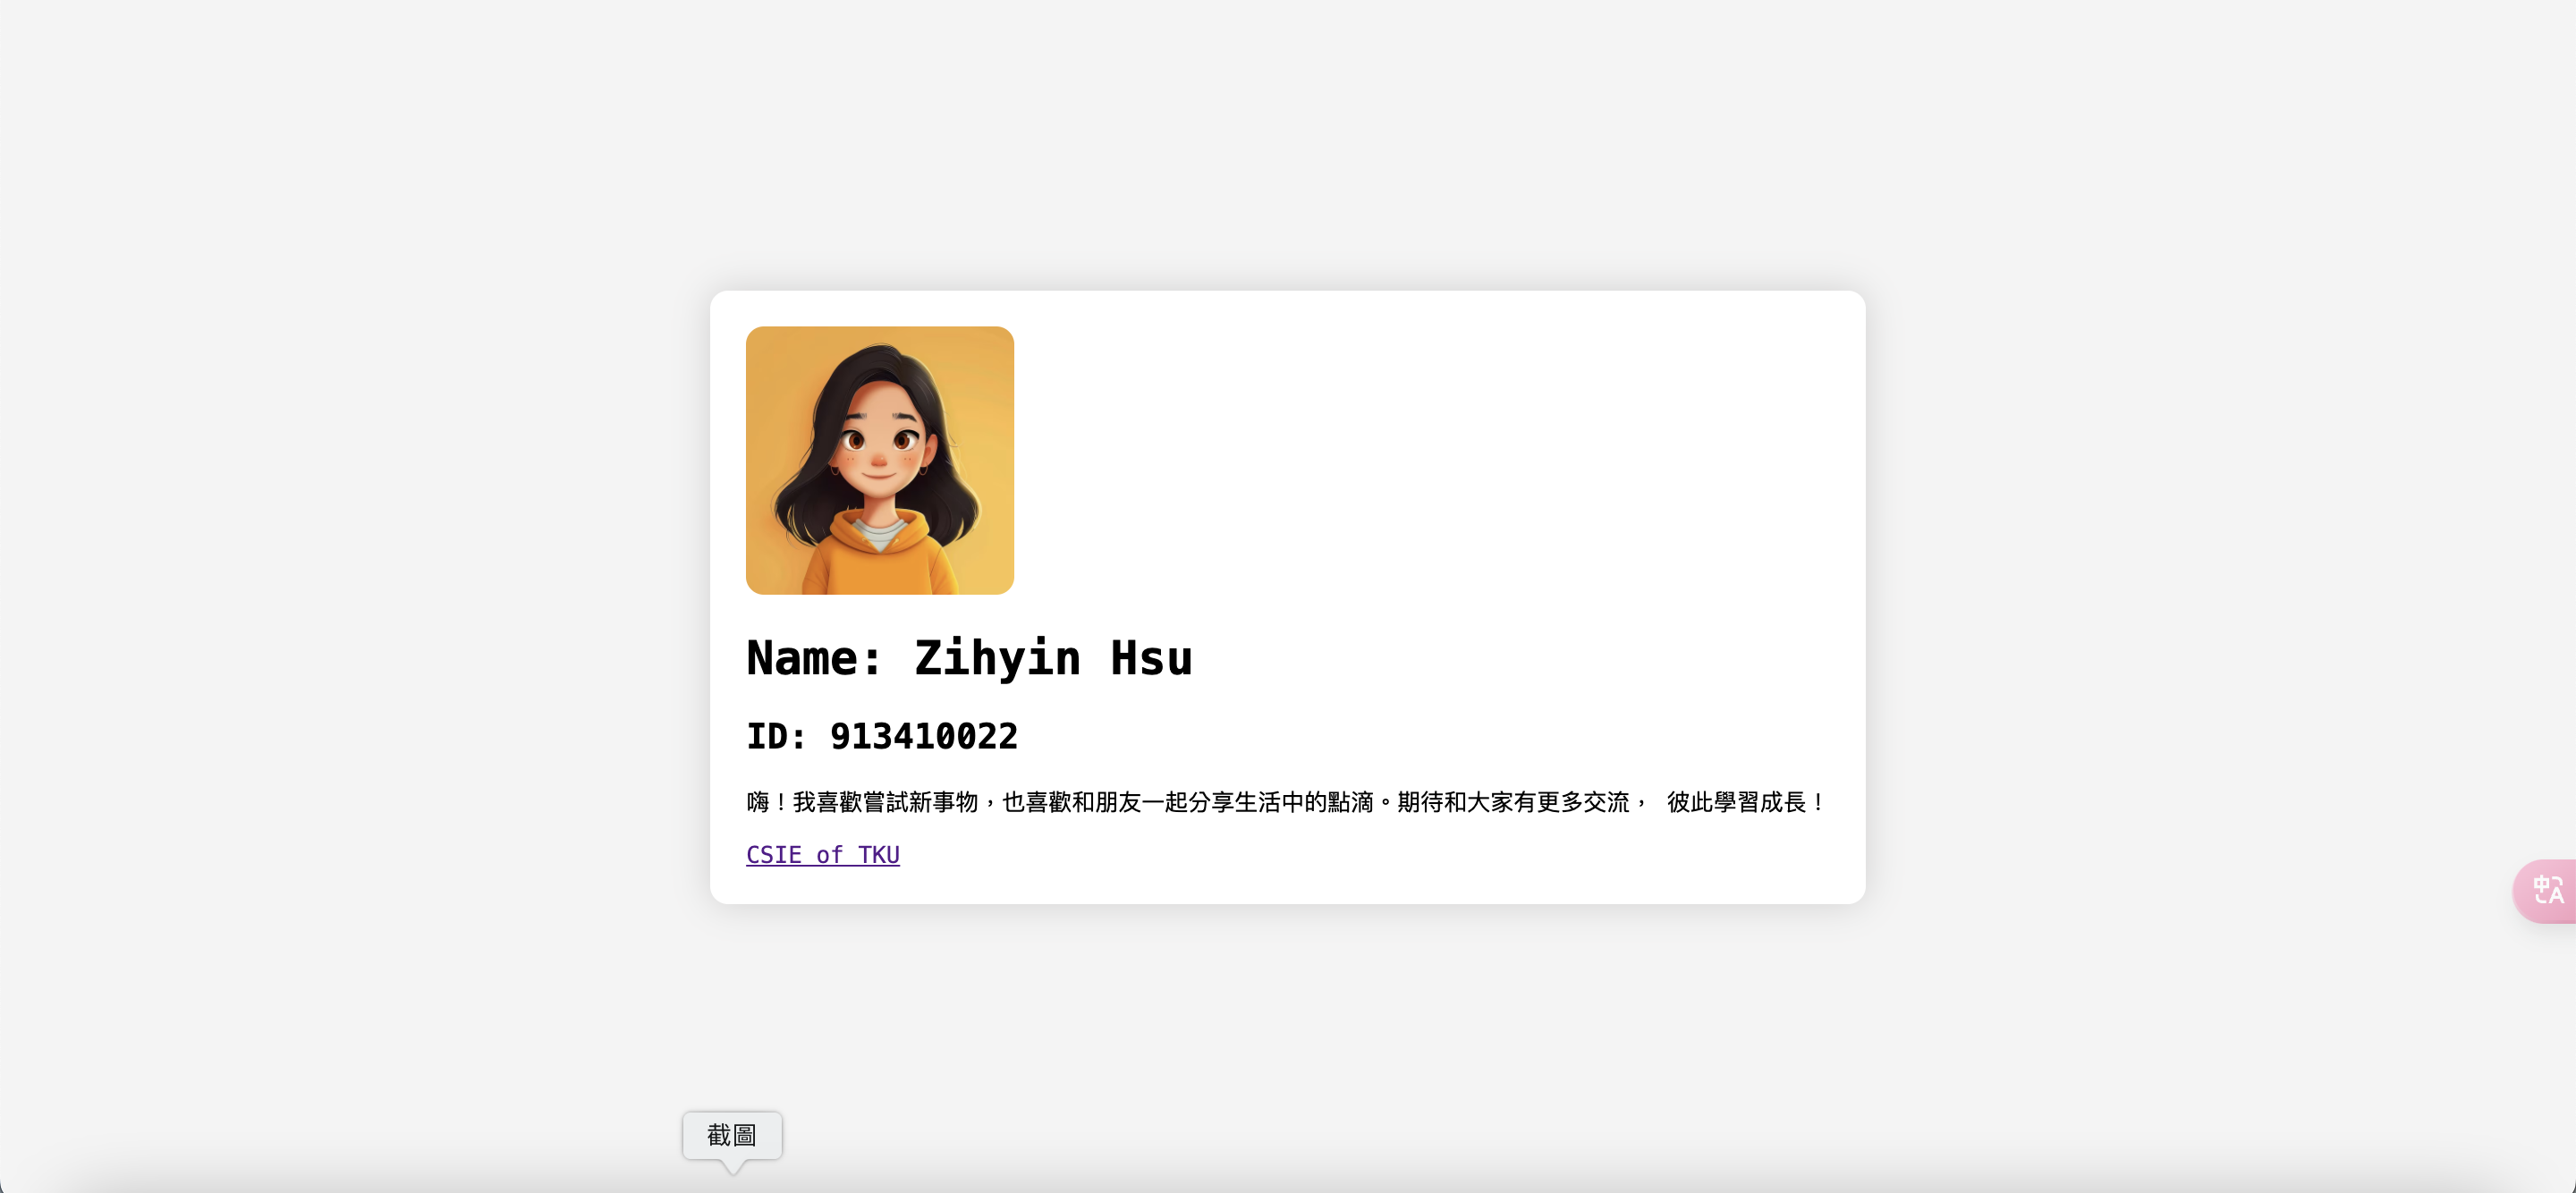 Name: Zihyin Hsu
ID: 913410022
嗨！我喜歡嘗試新事物，也喜歡和朋友一起分享生活中的點滴。期待和大家有更多交流， 彼此學習成長！
CSIE of TKU
中A
截圖